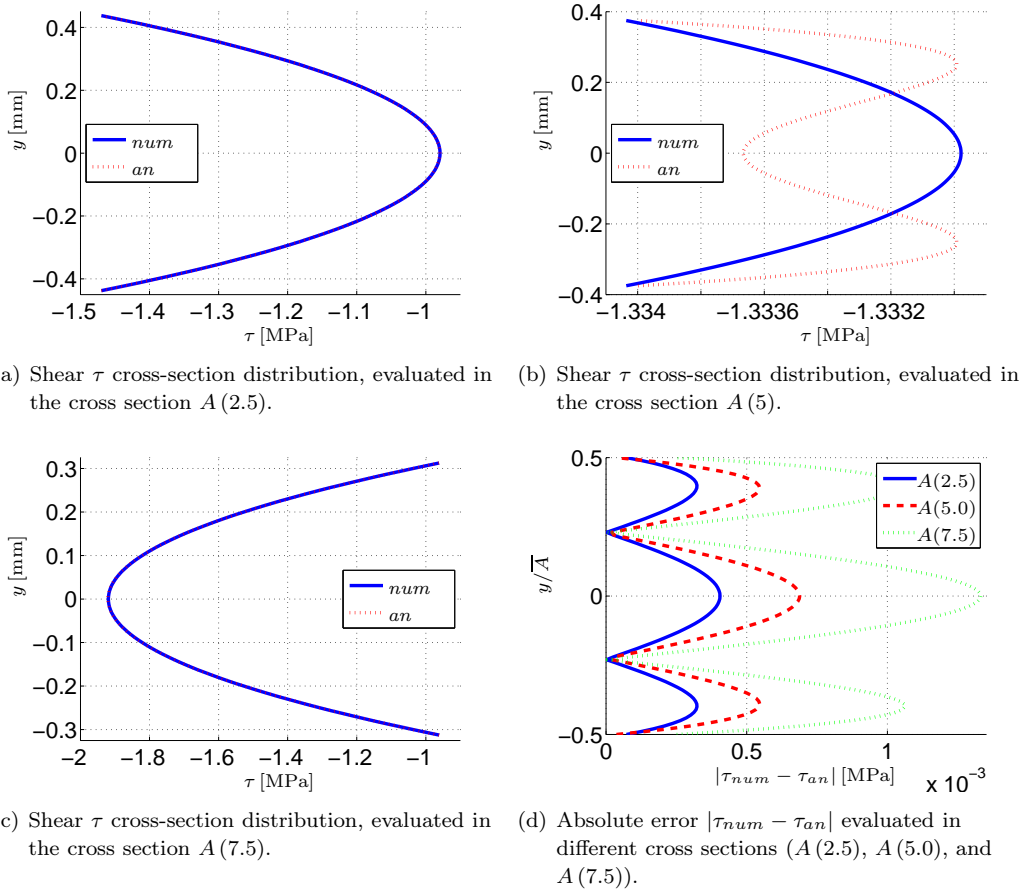 0.4
0.2
0
−0.2
−0.4
y [mm]
num
an
−1.5 −1.4 −1.3 −1.2 −1.1 −1
τ [MPa]
a) Shear τ cross-section distribution, evaluated in
the cross section A (2.5).
0.4
0.2
0
−0.2
0.4
y [mm]
num
an
−1.334 −1.3336 −1.3332
τ [MPa]
(b) Shear τ cross-section distribution, evaluated in
the cross section A (5).
0.3
0.2
0.1
0
−0.1
−0.2
−0.3
y [mm]
num
an
−2 −1.8 −1.6 −1.4 −1.2 −1
τ [MPa]
c) Shear τ cross-section distribution, evaluated in
the cross section A (7.5).
0.5
0
−0.5
y/A̅
A(2.5)
A(5.0)
A(7.5)
0 0.5 1
|τnum − τan| [MPa]
x 10⁻³
(d) Absolute error |τnum − τan| evaluated in
different cross sections (A (2.5), A (5.0), and
A (7.5)).